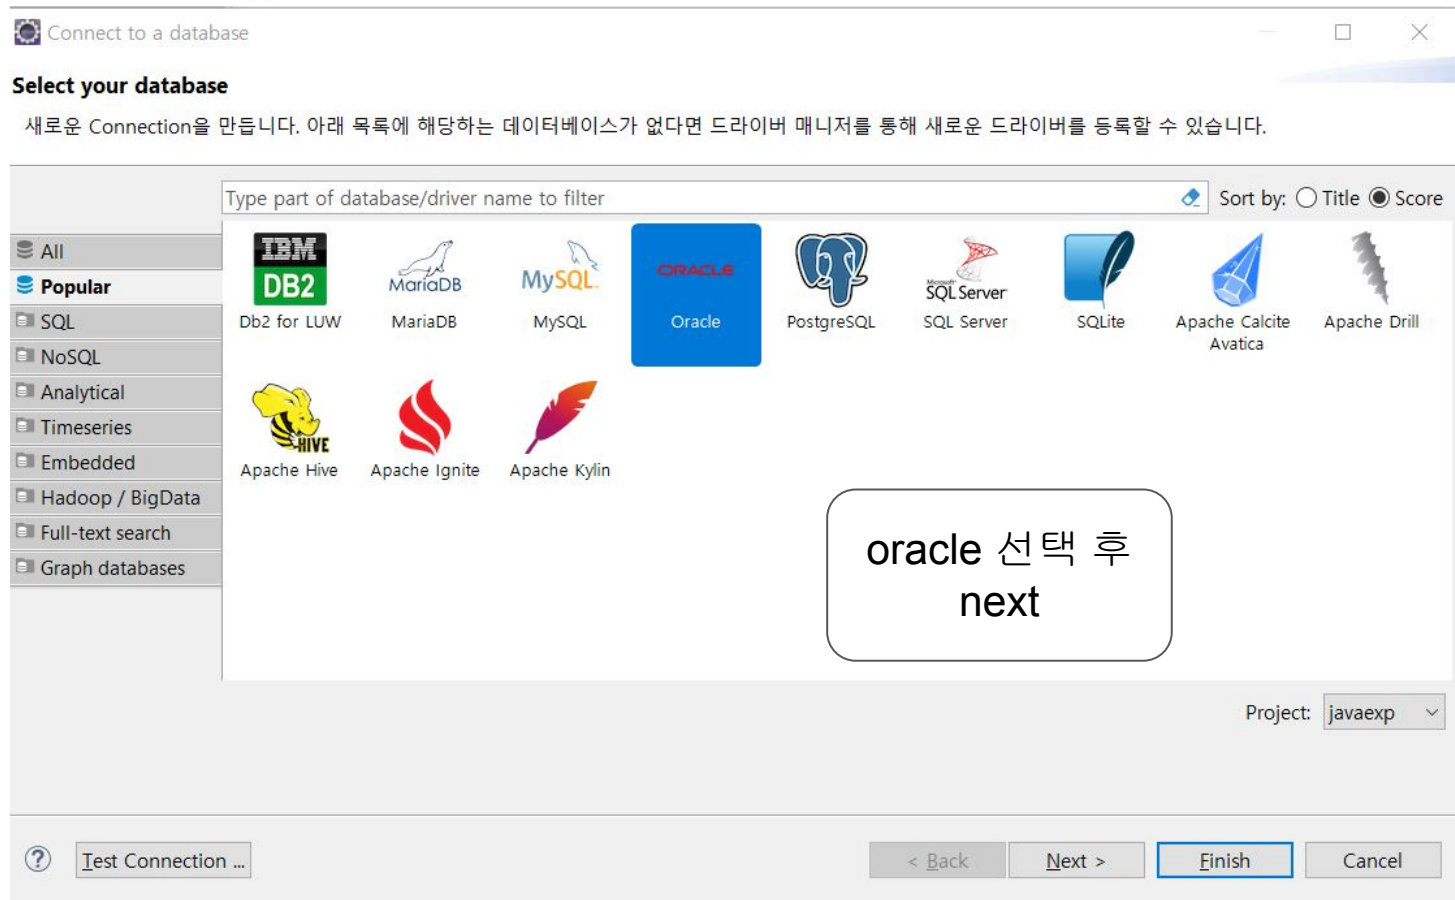 Connect to a database
Select your database
새로운 Connection을 만듭니다. 아래 목록에 해당하는 데이터베이스가 없다면 드라이버 매니저를 통해 새로운 드라이버를 등록할 수 있습니다.
Type part of database/driver name to filter
Sort by: Title Score
All
Popular
SQL
NoSQL
Analytical
Timeseries
Embedded
Hadoop / BigData
Full-text search
Graph databases
IBM
DB2
MariaDB
MySQL
ORACLE
Microsoft
SQL Server
Db2 for LUW
MariaDB
MySQL
Oracle
PostgreSQL
SQL Server
SQLite
Apache Calcite
Avatica
Apache Drill
HIVE
Apache Hive
Apache Ignite
Apache Kylin
oracle 선택 후
next
Project: javaexp
? Test Connection ...
< Back
Next >
Finish
Cancel